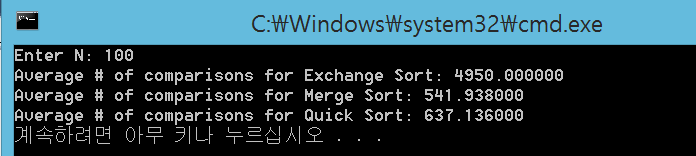 C:₩Windows₩system32₩cmd.exe
Enter N: 100
Average # of comparisons for Exchange Sort: 4950.000000
Average # of comparisons for Merge Sort: 541.938000
Average # of comparisons for Quick Sort: 637.136000
계속하려면 아무 키나 누르십시오 . . .